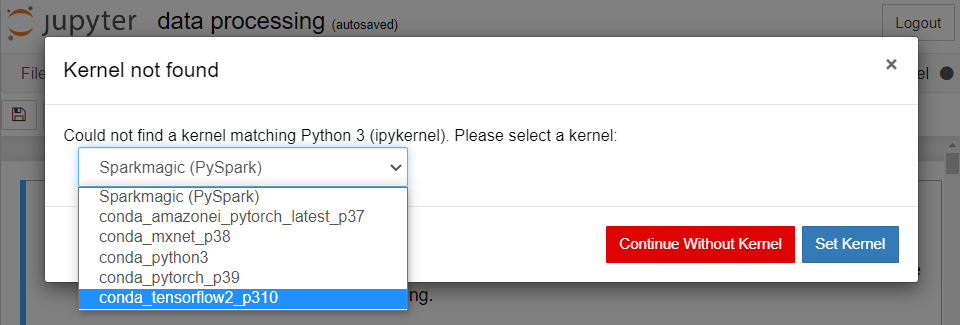 jupyter data processing (autosaved)
Logout
Kernel not found
×
File
el
Could not find a kernel matching Python 3 (ipykernel). Please select a kernel:
Sparkmagic (PySpark)
Sparkmagic (PySpark)
conda_amazonei_pytorch_latest_p37
conda_mxnet_p38
conda_python3
conda_pytorch_p39
conda_tensorflow2_p310
Continue Without Kernel
Set Kernel
e
ng.